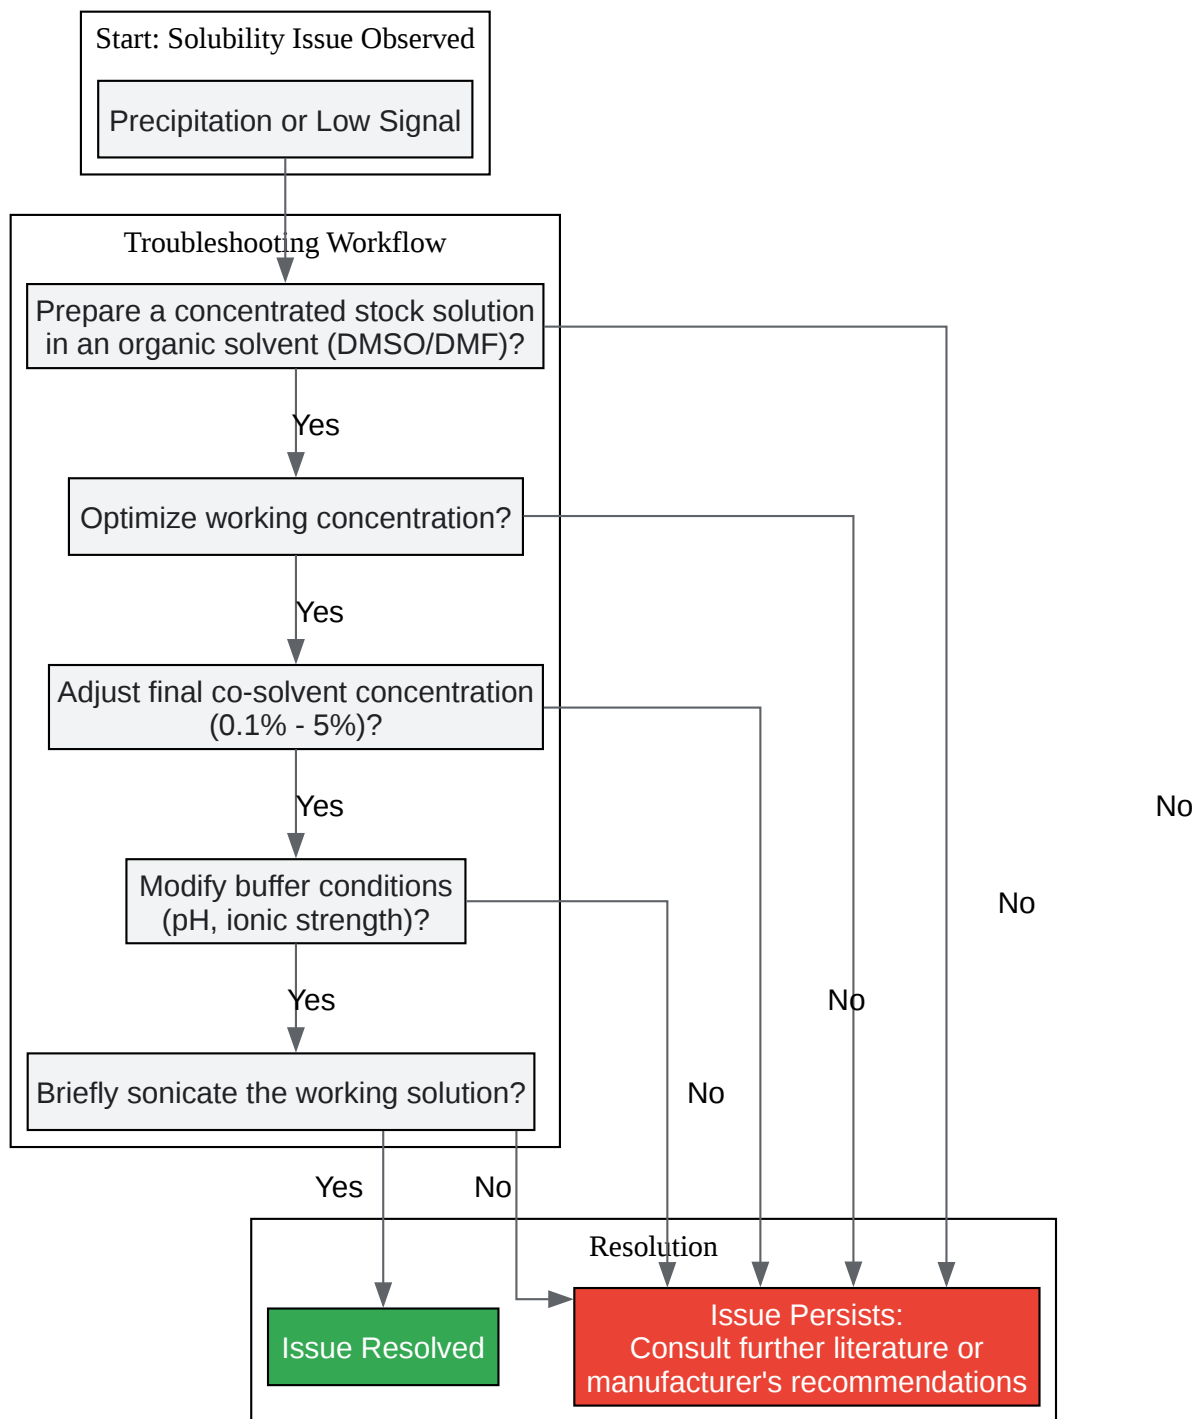 Start: Solubility Issue Observed
Precipitation or Low Signal
Troubleshooting Workflow
Prepare a concentrated stock solution
in an organic solvent (DMSO/DMF)?
Yes
Optimize working concentration?
Yes
Adjust final co-solvent concentration
(0.1% - 5%)?
Yes
No
Modify buffer conditions
(pH, ionic strength)?
No
Yes
No
Briefly sonicate the working solution?
No
Yes
No
Resolution
Issue Resolved
Issue Persists:
Consult further literature or
manufacturer's recommendations